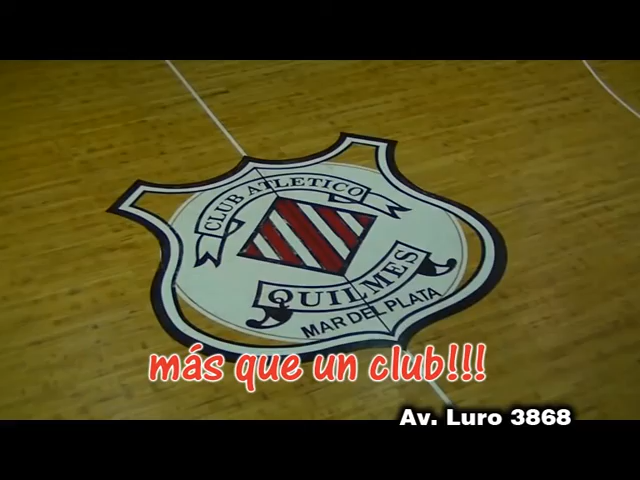 CLUB ATLETICO
QUILMES
MAR DEL PLATA
más que un club!!!
Av. Luro 3868